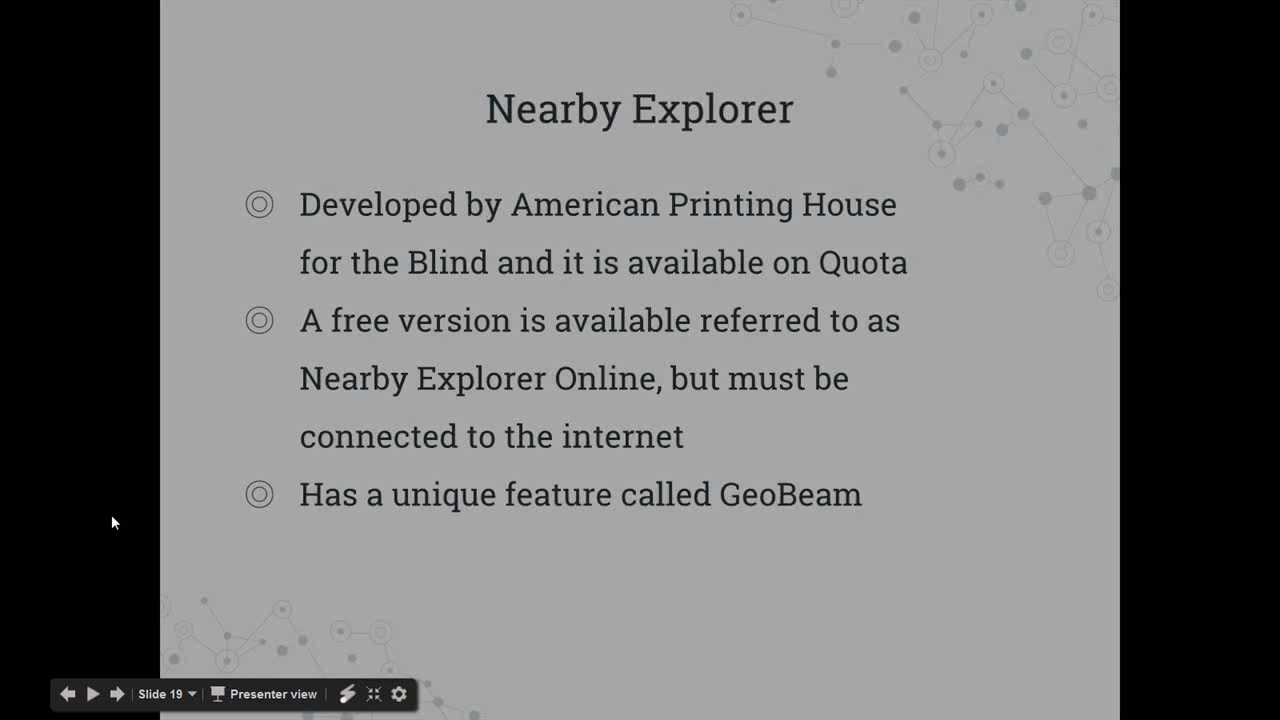 Nearby Explorer
Developed by American Printing House
for the Blind and it is available on Quota
A free version is available referred to as
Nearby Explorer Online, but must be
connected to the internet
Has a unique feature called GeoBeam
Slide 19
Presenter view